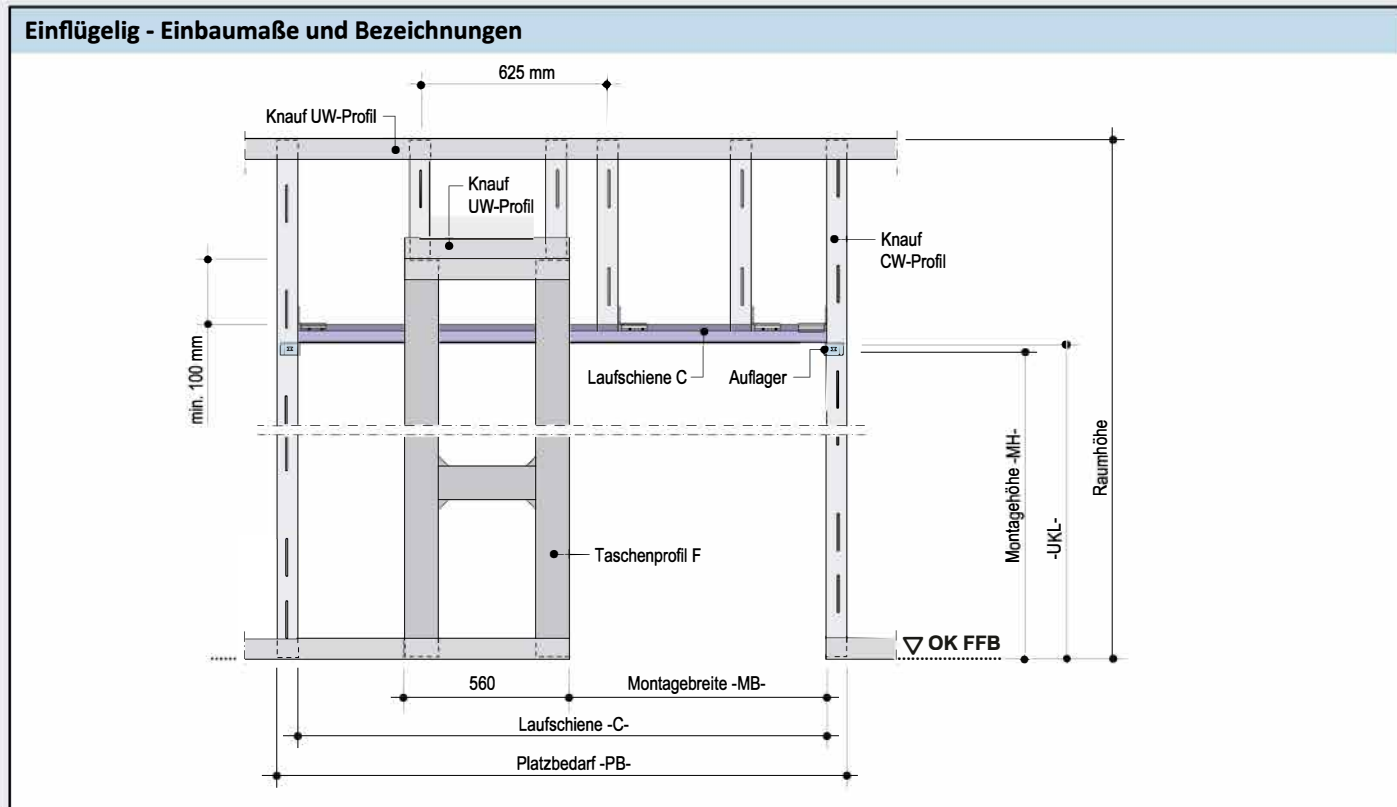 Einflügelig - Einbaumaße und Bezeichnungen
625 mm
Knauf UW-Profil
Knauf
UW-Profil
Knauf
CW-Profil
min. 100 mm
Laufschiene C
Auflager
Montagehöhe -MH-
-UKL-
Raumhöhe
Taschenprofil F
OK FFB
560
Montagebreite -MB-
Laufschiene -C-
Platzbedarf -PB-